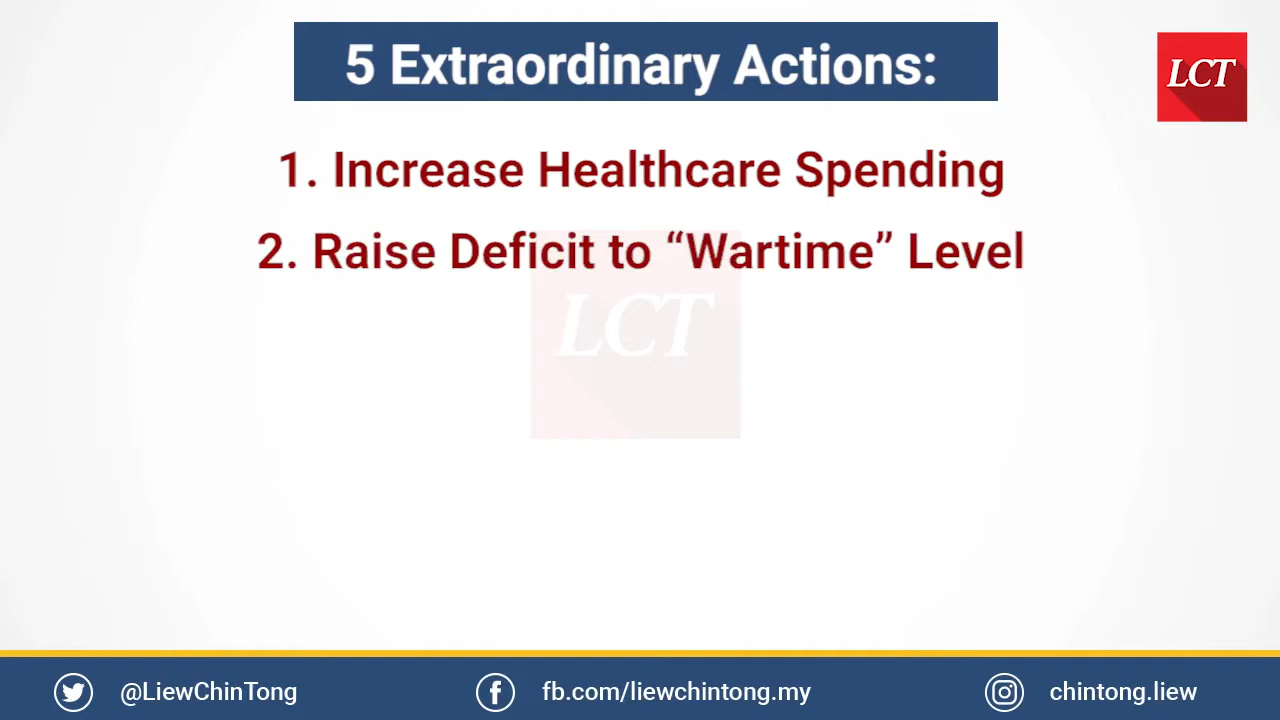 5 Extraordinary Actions:
LCT
1. Increase Healthcare Spending
2. Raise Deficit to “Wartime” Level
LCT
@LiewChinTong
fb.com/liewchintong.my
chintong.liew